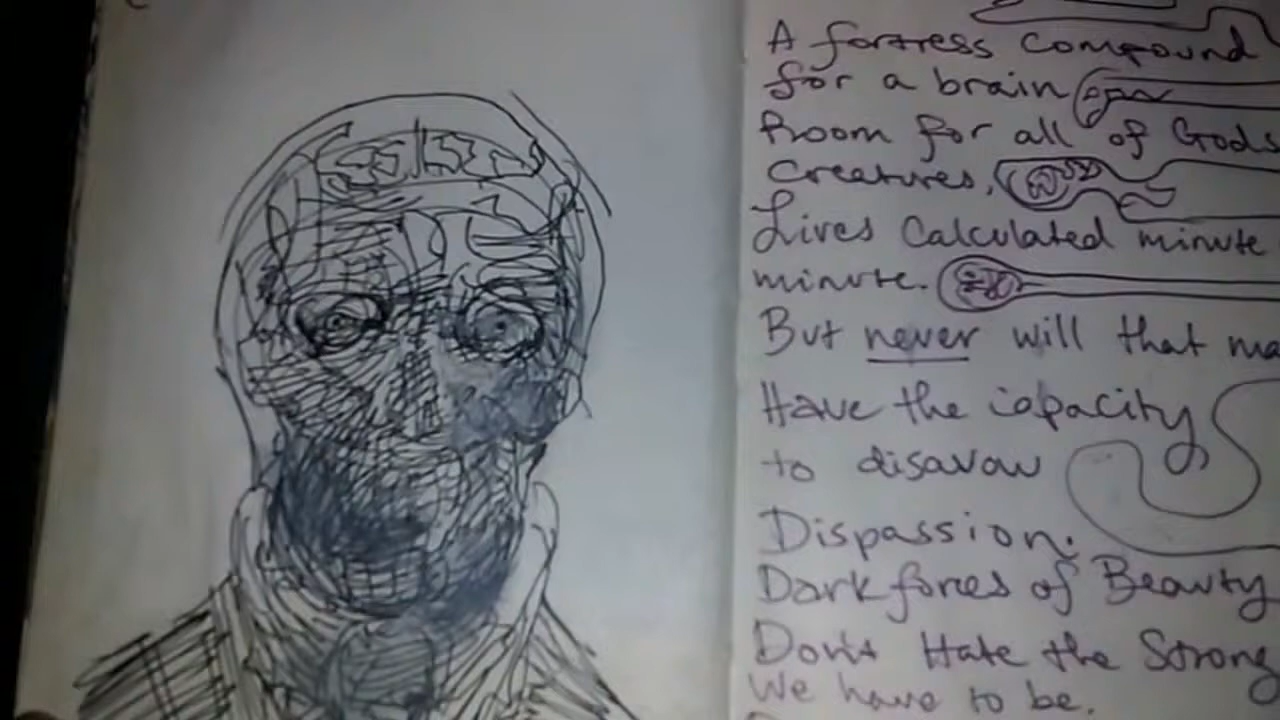 A fortress compound
for a brain
Room for all of Gods
Creatures.
Lives Calculated minute
minute.
But never will that ma
Have the capacity
to disavow
Dispassion.
Dark forces of Beauty
Don't Hate the Strong
We have to be.